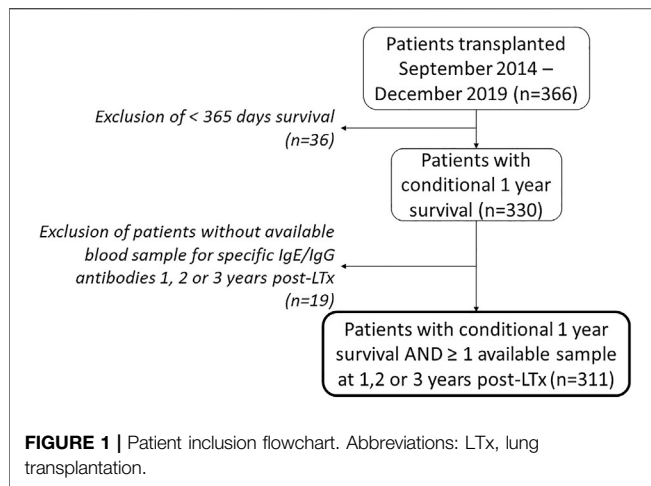 Patients transplanted
September 2014 –
December 2019 (n=366)
Exclusion of < 365 days survival
(n=36)
Patients with
conditional 1 year
survival (n=330)
Exclusion of patients without available
blood sample for specific IgE/IgG
antibodies 1, 2 or 3 years post-LTx
(n=19)
Patients with conditional 1 year
survival AND ≥ 1 available sample
at 1,2 or 3 years post-LTx (n=311)
FIGURE 1 | Patient inclusion flowchart. Abbreviations: LTx, lung
transplantation.